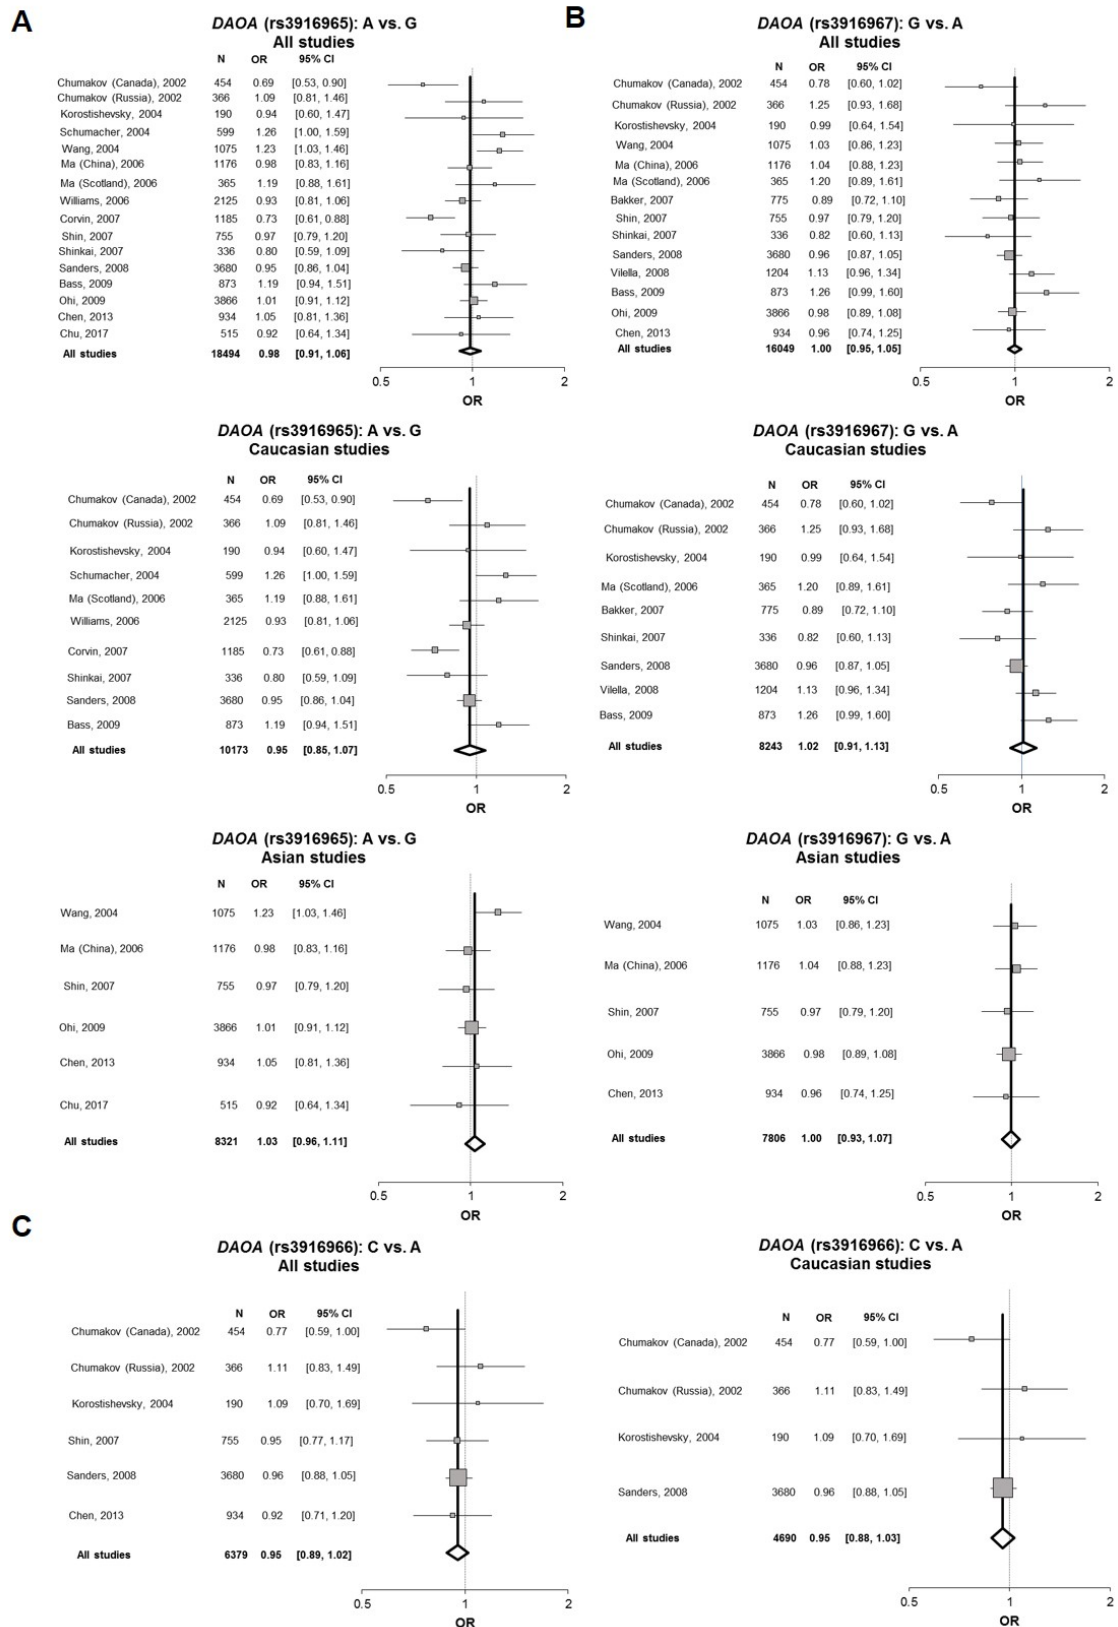 A
DAOA (rs3916965): A vs. G
All studies
N OR 95% CI
Chumakov (Canada), 2002 454 0.69 [0.53, 0.90]
Chumakov (Russia), 2002 366 1.09 [0.81, 1.46]
Korostishevsky, 2004 190 0.94 [0.60, 1.47]
Schumacher, 2004 599 1.26 [1.00, 1.59]
Wang, 2004 1075 1.23 [1.03, 1.46]
Ma (China), 2006 1176 0.98 [0.83, 1.16]
Ma (Scotland), 2006 365 1.19 [0.88, 1.61]
Williams, 2006 2125 0.93 [0.81, 1.06]
Corvin, 2007 1185 0.73 [0.61, 0.88]
Shin, 2007 755 0.97 [0.79, 1.20]
Shinkai, 2007 336 0.80 [0.59, 1.09]
Sanders, 2008 3680 0.95 [0.86, 1.04]
Bass, 2009 873 1.19 [0.94, 1.51]
Ohi, 2009 3866 1.01 [0.91, 1.12]
Chen, 2013 934 1.05 [0.81, 1.36]
Chu, 2017 515 0.92 [0.64, 1.34]
All studies 18494 0.98 [0.91, 1.06]
0.5 1 2
OR
B
DAOA (rs3916967): G vs. A
All studies
N OR 95% CI
Chumakov (Canada), 2002 454 0.78 [0.60, 1.02]
Chumakov (Russia), 2002 366 1.25 [0.93, 1.68]
Korostishevsky, 2004 190 0.99 [0.64, 1.54]
Wang, 2004 1075 1.03 [0.86, 1.23]
Ma (China), 2006 1176 1.04 [0.88, 1.23]
Ma (Scotland), 2006 365 1.20 [0.89, 1.61]
Bakker, 2007 775 0.89 [0.72, 1.10]
Shin, 2007 755 0.97 [0.79, 1.20]
Shinkai, 2007 336 0.82 [0.60, 1.13]
Sanders, 2008 3680 0.96 [0.87, 1.05]
Vilella, 2008 1204 1.13 [0.96, 1.34]
Bass, 2009 873 1.26 [0.99, 1.60]
Ohi, 2009 3866 0.98 [0.89, 1.08]
Chen, 2013 934 0.96 [0.74, 1.25]
All studies 16049 1.00 [0.95, 1.05]
0.5 1 2
OR
DAOA (rs3916965): A vs. G
Caucasian studies
N OR 95% CI
Chumakov (Canada), 2002 454 0.69 [0.53, 0.90]
Chumakov (Russia), 2002 366 1.09 [0.81, 1.46]
Korostishevsky, 2004 190 0.94 [0.60, 1.47]
Schumacher, 2004 599 1.26 [1.00, 1.59]
Ma (Scotland), 2006 365 1.19 [0.88, 1.61]
Williams, 2006 2125 0.93 [0.81, 1.06]
Corvin, 2007 1185 0.73 [0.61, 0.88]
Shinkai, 2007 336 0.80 [0.59, 1.09]
Sanders, 2008 3680 0.95 [0.86, 1.04]
Bass, 2009 873 1.19 [0.94, 1.51]
All studies 10173 0.95 [0.85, 1.07]
0.5 1 2
OR
DAOA (rs3916967): G vs. A
Caucasian studies
N OR 95% CI
Chumakov (Canada), 2002 454 0.78 [0.60, 1.02]
Chumakov (Russia), 2002 366 1.25 [0.93, 1.68]
Korostishevsky, 2004 190 0.99 [0.64, 1.54]
Ma (Scotland), 2006 365 1.20 [0.89, 1.61]
Bakker, 2007 775 0.89 [0.72, 1.10]
Shinkai, 2007 336 0.82 [0.60, 1.13]
Sanders, 2008 3680 0.96 [0.87, 1.05]
Vilella, 2008 1204 1.13 [0.96, 1.34]
Bass, 2009 873 1.26 [0.99, 1.60]
All studies 8243 1.02 [0.91, 1.13]
0.5 1 2
OR
DAOA (rs3916965): A vs. G
Asian studies
N OR 95% CI
Wang, 2004 1075 1.23 [1.03, 1.46]
Ma (China), 2006 1176 0.98 [0.83, 1.16]
Shin, 2007 755 0.97 [0.79, 1.20]
Ohi, 2009 3866 1.01 [0.91, 1.12]
Chen, 2013 934 1.05 [0.81, 1.36]
Chu, 2017 515 0.92 [0.64, 1.34]
All studies 8321 1.03 [0.96, 1.11]
0.5 1 2
OR
DAOA (rs3916967): G vs. A
Asian studies
N OR 95% CI
Wang, 2004 1075 1.03 [0.86, 1.23]
Ma (China), 2006 1176 1.04 [0.88, 1.23]
Shin, 2007 755 0.97 [0.79, 1.20]
Ohi, 2009 3866 0.98 [0.89, 1.08]
Chen, 2013 934 0.96 [0.74, 1.25]
All studies 7806 1.00 [0.93, 1.07]
0.5 1 2
OR
C
DAOA (rs3916966): C vs. A
All studies
N OR 95% CI
Chumakov (Canada), 2002 454 0.77 [0.59, 1.00]
Chumakov (Russia), 2002 366 1.11 [0.83, 1.49]
Korostishevsky, 2004 190 1.09 [0.70, 1.69]
Shin, 2007 755 0.95 [0.77, 1.17]
Sanders, 2008 3680 0.96 [0.88, 1.05]
Chen, 2013 934 0.92 [0.71, 1.20]
All studies 6379 0.95 [0.89, 1.02]
0.5 1 2
OR
DAOA (rs3916966): C vs. A
Caucasian studies
N OR 95% CI
Chumakov (Canada), 2002 454 0.77 [0.59, 1.00]
Chumakov (Russia), 2002 366 1.11 [0.83, 1.49]
Korostishevsky, 2004 190 1.09 [0.70, 1.69]
Sanders, 2008 3680 0.96 [0.88, 1.05]
All studies 4690 0.95 [0.88, 1.03]
0.5 1 2
OR